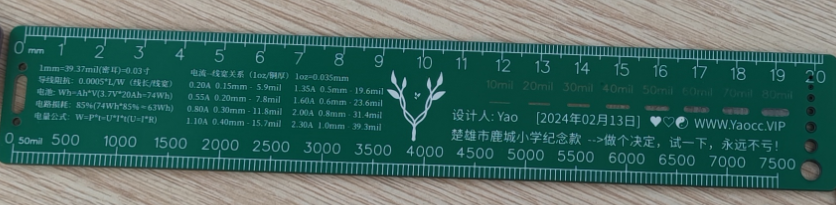 0 mm 1 2 3 4 5 6 7 8 9 10 11 12 13 14 15 16 17 18 19 20
1mm=39.37mil(密耳)=0.03寸
导线阻抗: 0.0005*L/W (线长/线宽)
电池: Wh=Ah*V(3.7V*20Ah=74Wh)
电路损耗: 85%(74Wh*85%=63Wh)
电量公式: W=P*t=U*I*t(U=I*R)
电流--线宽关系 (1oz/铜厚) 1oz=0.035mm
0.20A 0.15mm - 5.9mil 1.35A 0.5mm - 19.6mil
0.55A 0.20mm - 7.8mil 1.60A 0.6mm - 23.6mil
0.80A 0.30mm - 11.8mil 2.00A 0.8mm - 31.4mil
1.10A 0.40mm - 15.7mil 2.30A 1.0mm - 39.3mil
10mil 20mil 30mil 40mil 50mil 60mil 70mil 80mil
设计人: Yao [2024年02月13日] ♥♡☯ WWW.Yaocc.VIP
楚雄市鹿城小学纪念款 -->做个决定，试一下，永远不亏!
0 50mil 500 1000 1500 2000 2500 3000 3500 4000 4500 5000 5500 6000 6500 7000 7500